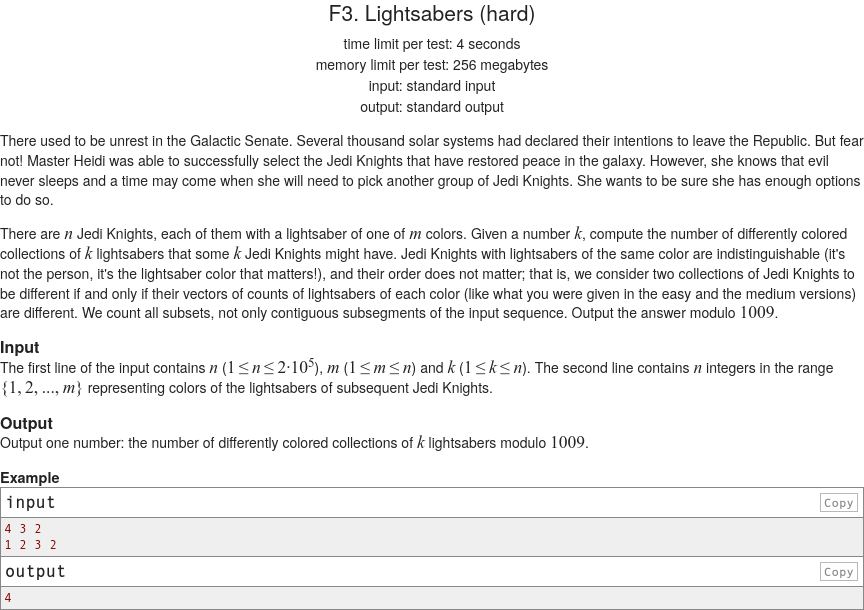 F3. Lightsabers (hard)
time limit per test: 4 seconds
memory limit per test: 256 megabytes
input: standard input
output: standard output
There used to be unrest in the Galactic Senate. Several thousand solar systems had declared their intentions to leave the Republic. But fear
not! Master Heidi was able to successfully select the Jedi Knights that have restored peace in the galaxy. However, she knows that evil
never sleeps and a time may come when she will need to pick another group of Jedi Knights. She wants to be sure she has enough options
to do so.
There are n Jedi Knights, each of them with a lightsaber of one of m colors. Given a number k, compute the number of differently colored
collections of k lightsabers that some k Jedi Knights might have. Jedi Knights with lightsabers of the same color are indistinguishable (it's
not the person, it's the lightsaber color that matters!), and their order does not matter; that is, we consider two collections of Jedi Knights to
be different if and only if their vectors of counts of lightsabers of each color (like what you were given in the easy and the medium versions)
are different. We count all subsets, not only contiguous subsegments of the input sequence. Output the answer modulo 1009.
Input
The first line of the input contains n (1 ≤ n ≤ 2·10⁵), m (1 ≤ m ≤ n) and k (1 ≤ k ≤ n). The second line contains n integers in the range
{1, 2, ..., m} representing colors of the lightsabers of subsequent Jedi Knights.
Output
Output one number: the number of differently colored collections of k lightsabers modulo 1009.
Example
input Copy
4 3 2
1 2 3 2
output Copy
4